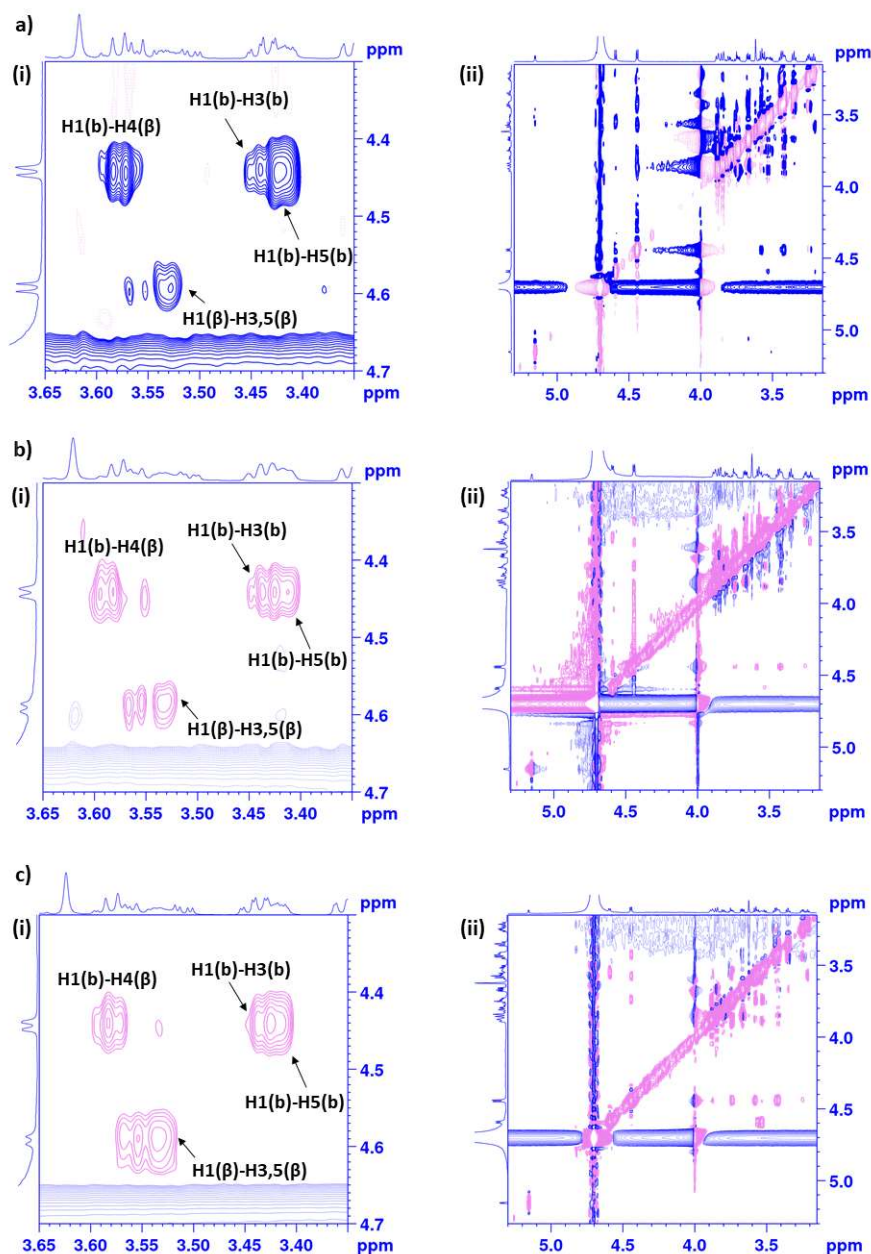 a)
(i)
ppm
H1(b)-H4(β)
H1(b)-H3(b)
H1(b)-H5(b)
H1(β)-H3,5(β)
4.4
4.5
4.6
4.7
3.65 3.60 3.55 3.50 3.45 3.40
ppm
(ii)
ppm
3.5
4.0
4.5
5.0
5.0 4.5 4.0 3.5
ppm
b)
(i)
ppm
H1(b)-H4(β)
H1(b)-H3(b)
H1(b)-H5(b)
H1(β)-H3,5(β)
4.4
4.5
4.6
4.7
3.65 3.60 3.55 3.50 3.45 3.40
ppm
(ii)
ppm
3.5
4.0
4.5
5.0
5.0 4.5 4.0 3.5
ppm
c)
(i)
ppm
H1(b)-H4(β)
H1(b)-H3(b)
H1(b)-H5(b)
H1(β)-H3,5(β)
4.4
4.5
4.6
4.7
3.65 3.60 3.55 3.50 3.45 3.40
ppm
(ii)
ppm
3.5
4.0
4.5
5.0
5.0 4.5 4.0 3.5
ppm